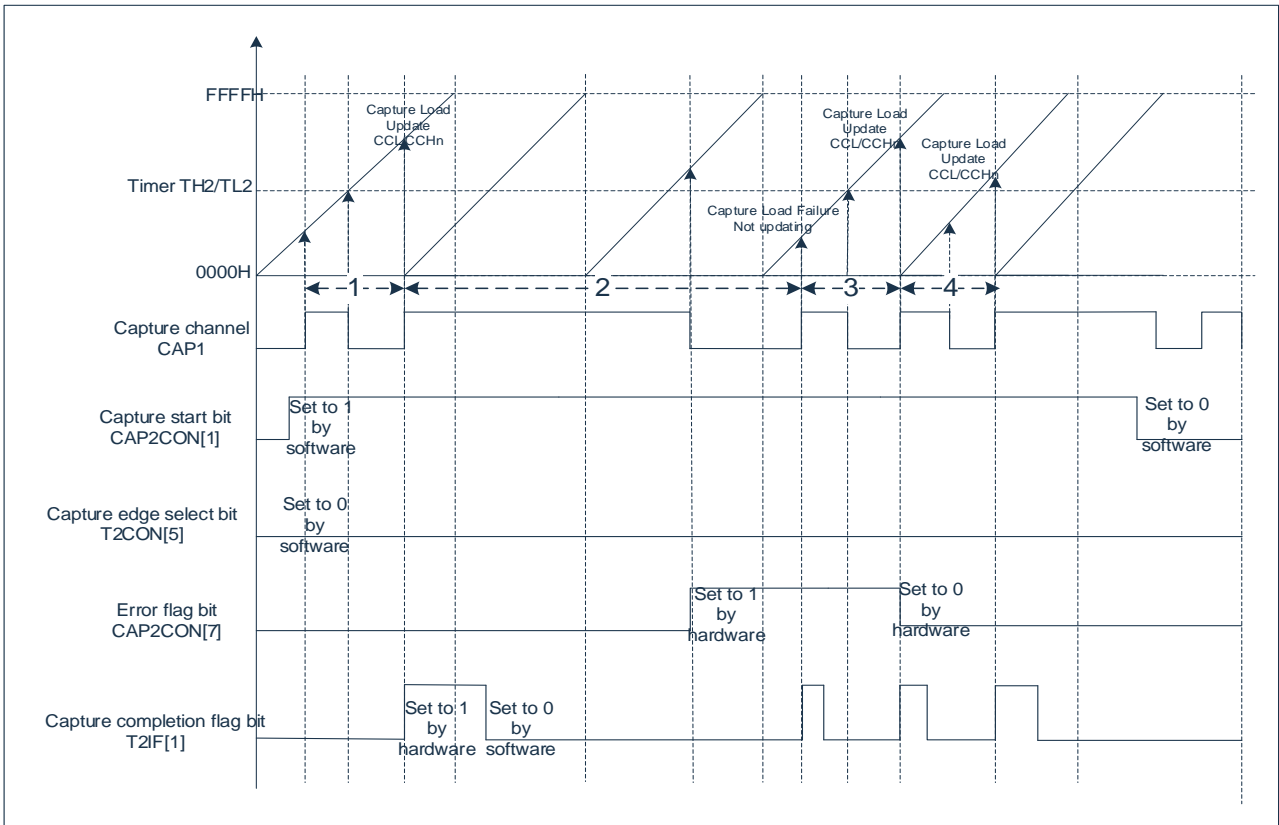 FFFFH
Capture Load
Update
CCL/CCHn
Capture Load
Update
CCL/CCHn
Capture Load
Update
CCL/CCHn
Timer TH2/TL2
Capture Load Failure
Not updating
0000H
1
2
3
4
Capture channel
CAP1
Capture start bit
CAP2CON[1]
Set to 1
by
software
Set to 0
by
software
Capture edge select bit
T2CON[5]
Set to 0
by
software
Error flag bit
CAP2CON[7]
Set to 1
by
hardware
Set to 0
by
hardware
Capture completion flag bit
T2IF[1]
Set to 1
by
hardware
Set to 0
by
software